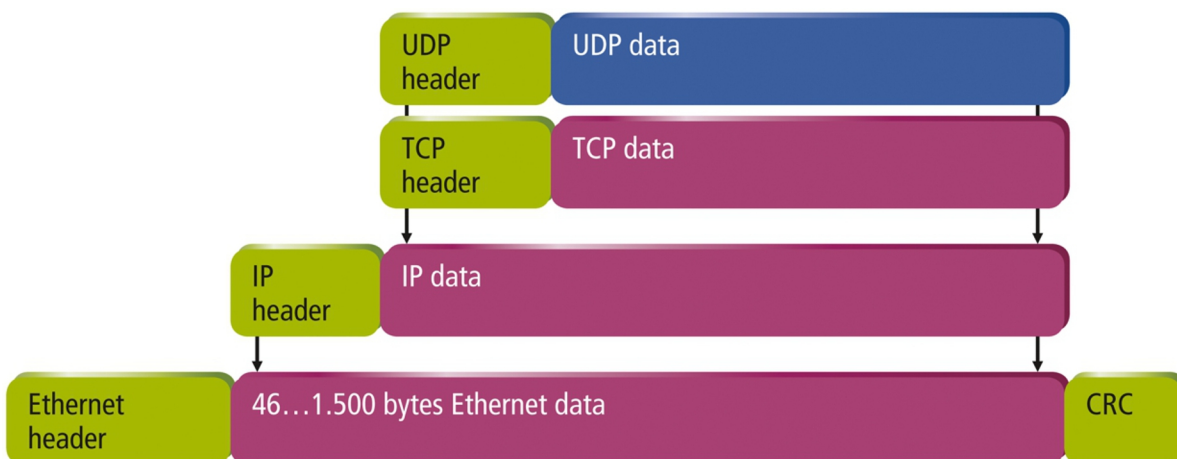 UDP
header
UDP data
TCP
header
TCP data
IP
header
IP data
Ethernet
header
46…1.500 bytes Ethernet data
CRC